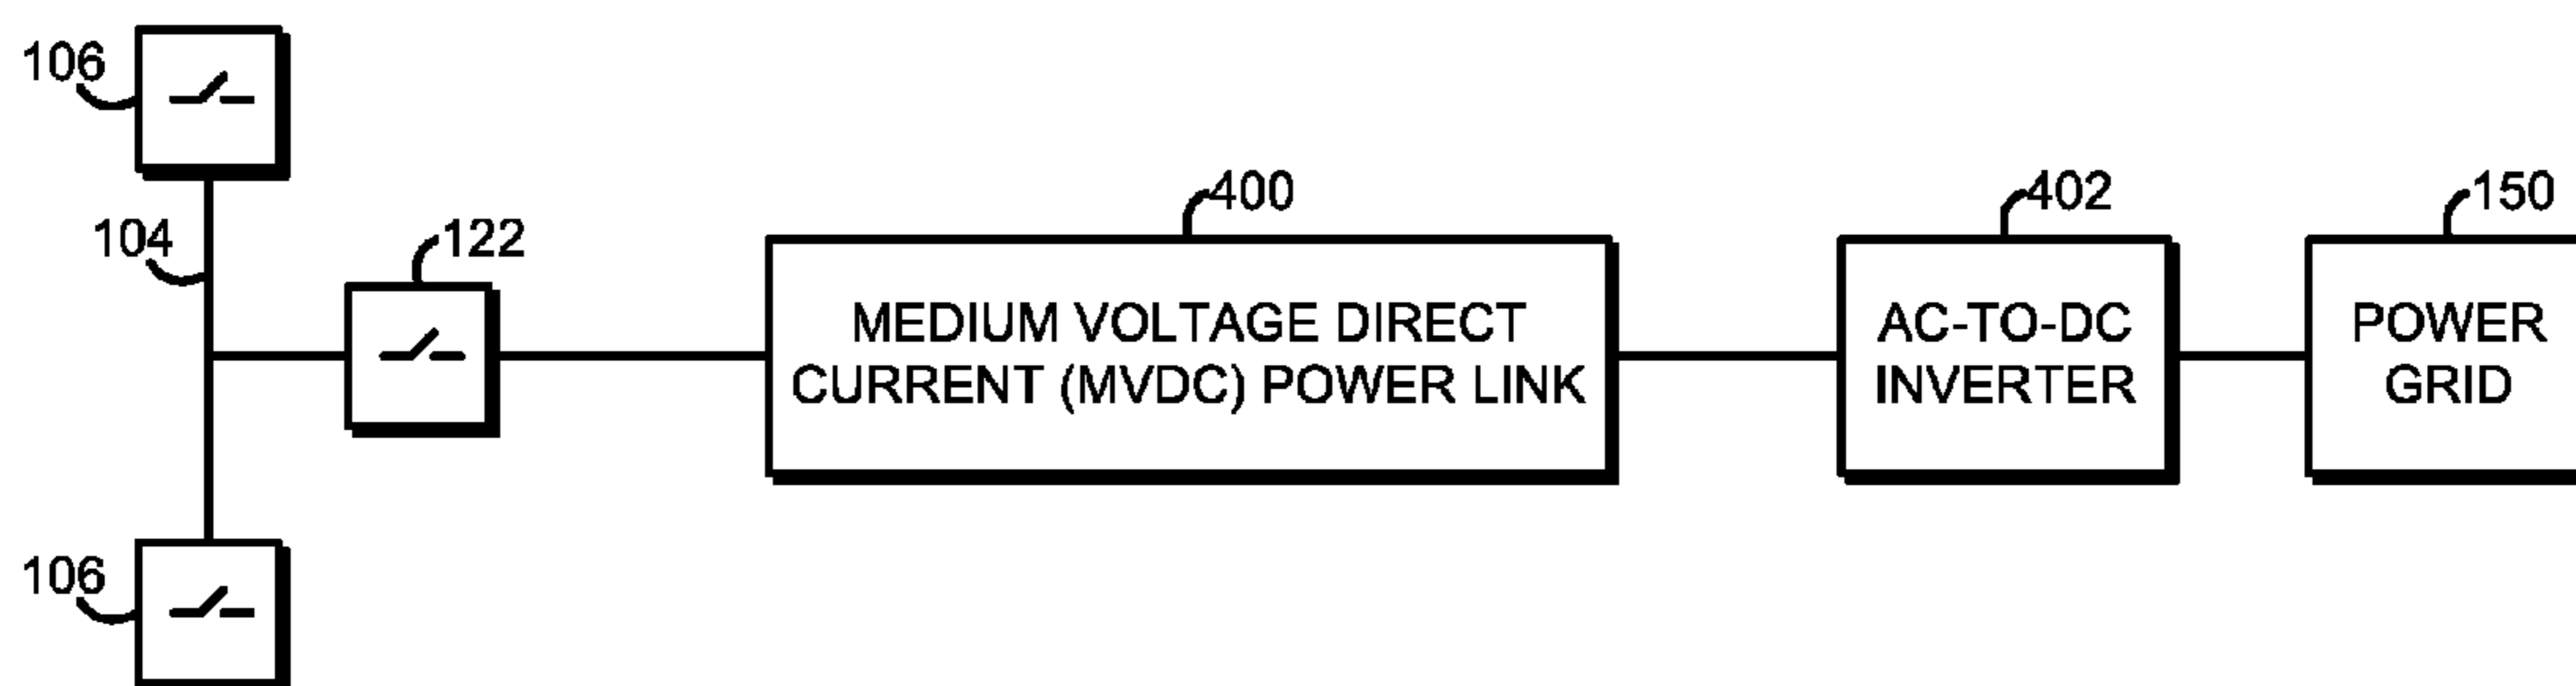 106
104
122
400
402
150
MEDIUM VOLTAGE DIRECT
CURRENT (MVDC) POWER LINK
AC-TO-DC
INVERTER
POWER
GRID
106